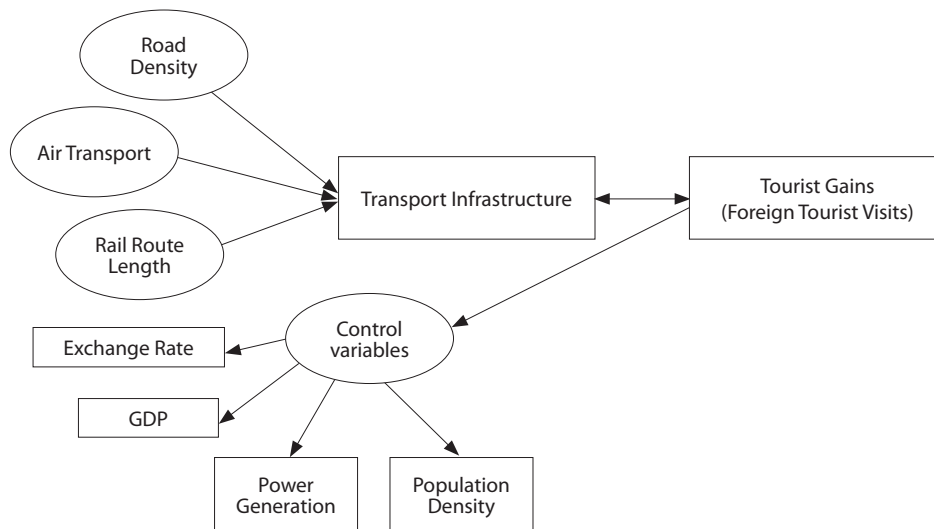 Road
Density
Air Transport
Rail Route
Length
Transport Infrastructure
Tourist Gains
(Foreign Tourist Visits)
Control
variables
Exchange Rate
GDP
Power
Generation
Population
Density